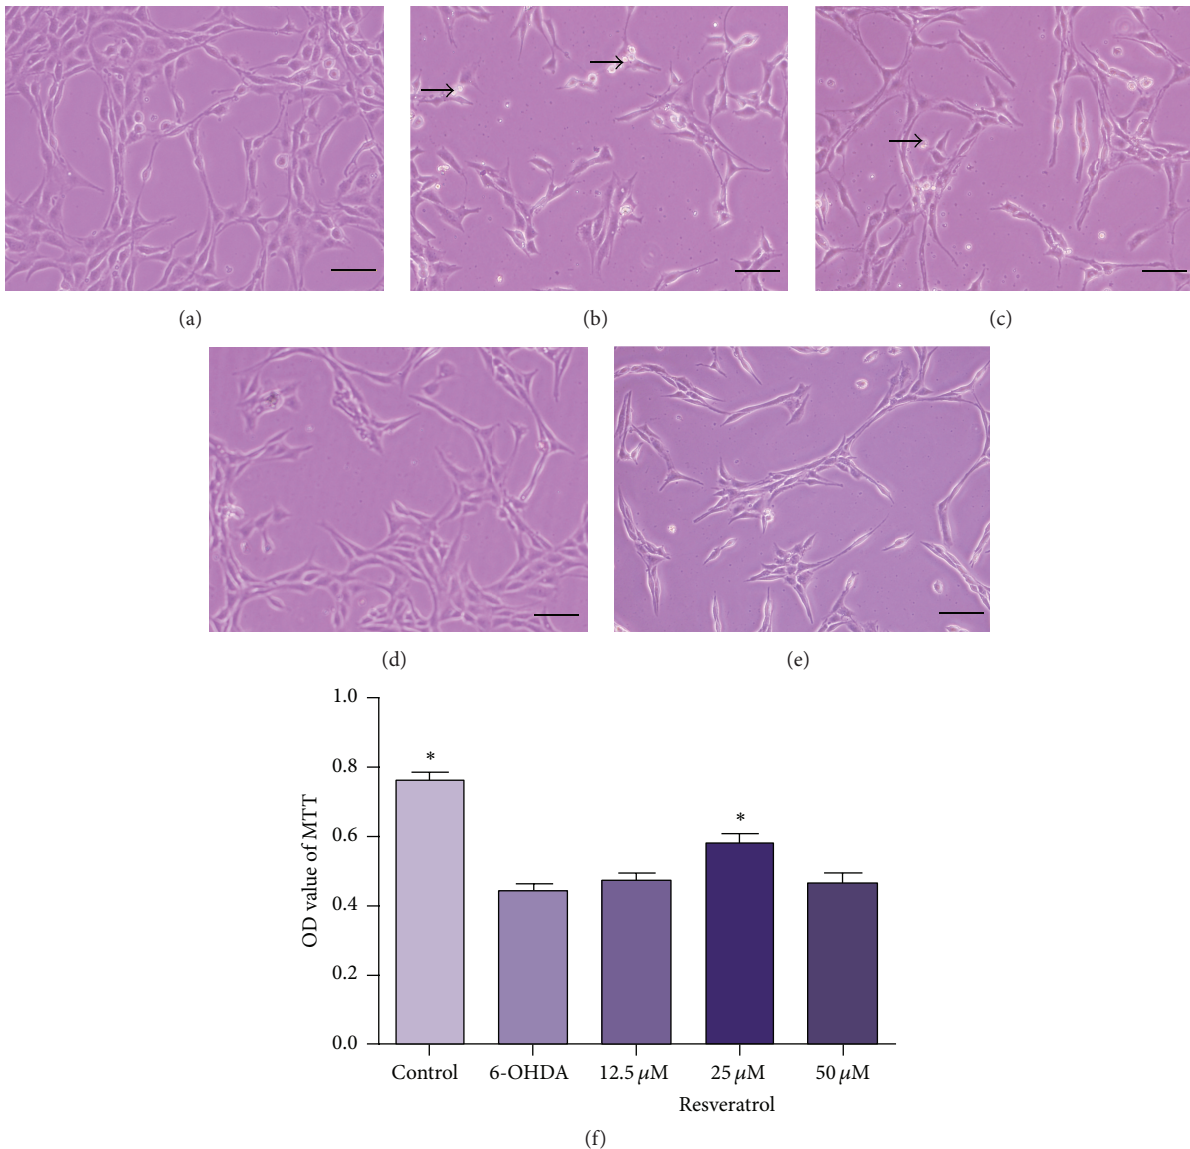 (a)
(b)
(c)
(d)
(e)
1.0
0.8
0.6
0.4
0.2
0.0
OD value of MTT
*
*
Control
6-OHDA
12.5 μM
25 μM
50 μM
Resveratrol
(f)